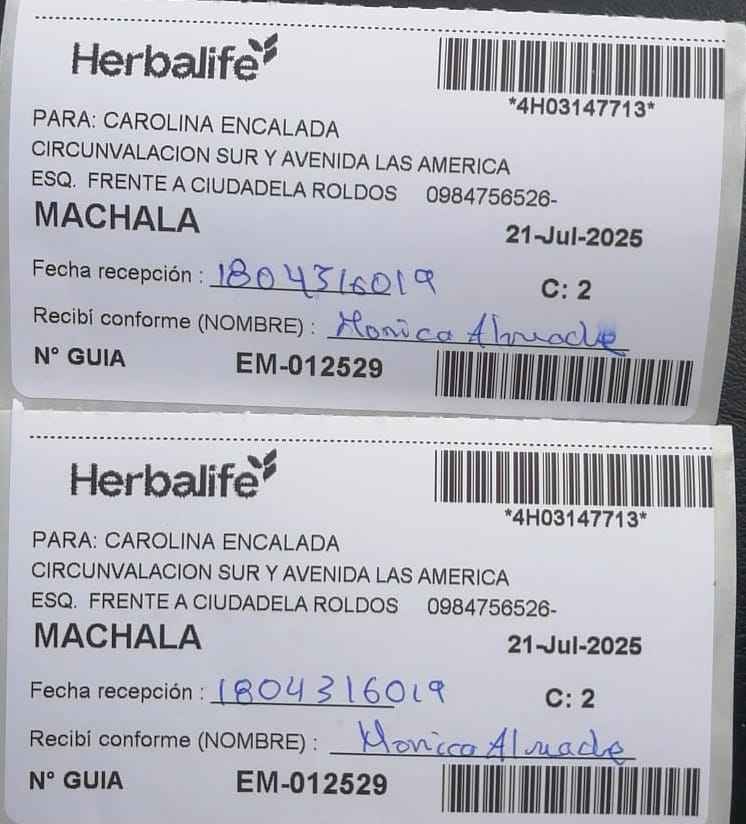 Herbalife
*4H03147713*
PARA: CAROLINA ENCALADA
CIRCUNVALACION SUR Y AVENIDA LAS AMERICA
ESQ. FRENTE A CIUDADELA ROLDOS 0984756526-
MACHALA
21-Jul-2025
Fecha recepción : 1804316019
C: 2
Recibí conforme (NOMBRE) : Monica
N° GUIA EM-012529
Herbalife
*4H03147713*
PARA: CAROLINA ENCALADA
CIRCUNVALACION SUR Y AVENIDA LAS AMERICA
ESQ. FRENTE A CIUDADELA ROLDOS 0984756526-
MACHALA
21-Jul-2025
Fecha recepción : 1804316019
C: 2
Recibí conforme (NOMBRE) : Monica
N° GUIA EM-012529